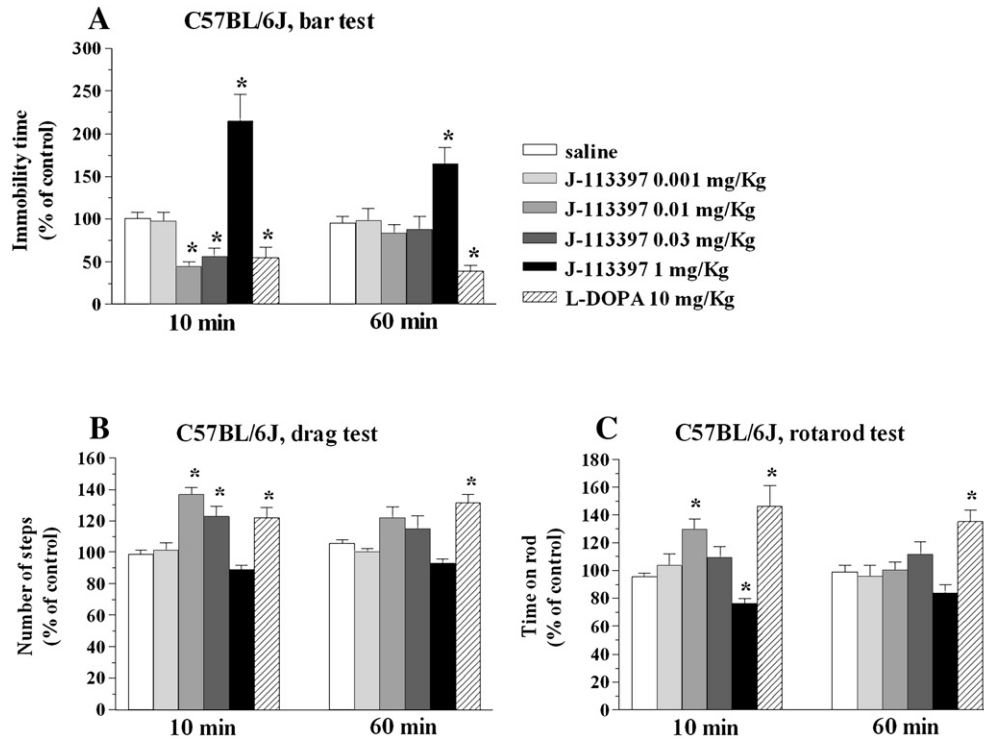 A
C57BL/6J, bar test
Immobility time
(% of control)
300
250
200
150
100
50
0
*
*
*
*
*
*
10 min
60 min
saline
J-113397 0.001 mg/Kg
J-113397 0.01 mg/Kg
J-113397 0.03 mg/Kg
J-113397 1 mg/Kg
L-DOPA 10 mg/Kg
B
C57BL/6J, drag test
Number of steps
(% of control)
160
140
120
100
80
60
40
20
0
*
*
*
*
10 min
60 min
C
C57BL/6J, rotarod test
Time on rod
(% of control)
180
160
140
120
100
80
60
40
20
0
*
*
*
*
10 min
60 min